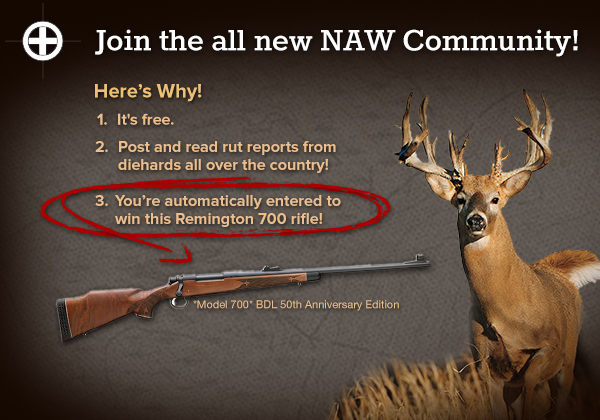 Join the all new NAW Community!
Here's Why!
1. It's free.
2. Post and read rut reports from
diehards all over the country!
3. You're automatically entered to
win this Remington 700 rifle!
*Model 700* BDL 50th Anniversary Edition